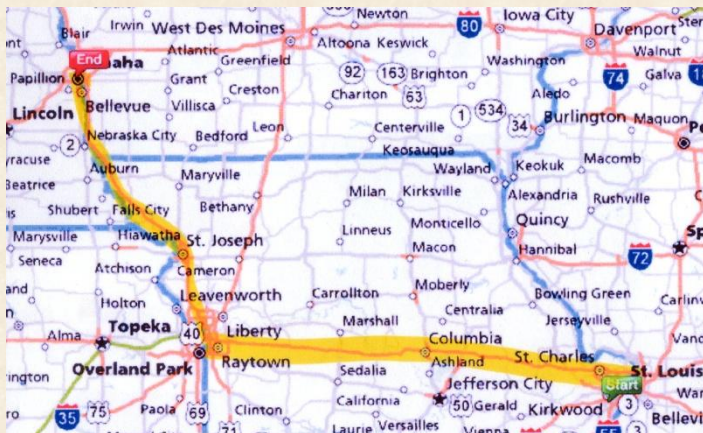 Blair
Irwin
West Des Moines
Newton
80
Iowa City
Davenport
End
Atlantic
Altoona
Keswick
Walnut
Papillion
Grant
Greenfield
92
163
Brighton
Washington
74
Galva
Creston
63
Aledo
Lincoln
Bellevue
Villisca
Chariton
1
534
34
Burlington
Maquon
2
Nebraska City
Bedford
Leon
Centerville
Keosauqua
Auburn
Maryville
Wayland
Keokuk
Macomb
Beatrice
Shubert
Falls City
Bethany
Milan
Kirksville
Alexandria
Rushville
Monticello
Quincy
Marysville
Hiawatha
St. Joseph
Linneus
Macon
Hannibal
72
Seneca
Atchison
Cameron
Holton
Leavenworth
Carrollton
Moberly
Bowling Green
Centralia
Jerseyville
Topeka
40
Liberty
Marshall
Columbia
Alma
Overland Park
Raytown
Ashland
St. Charles
St. Louis
Sedalia
Jefferson City
Start
35
75
Paola
69
Clinton
California
50
Gerald
Kirkwood
3
71
Laurie
Versailles
Vienna
55
3